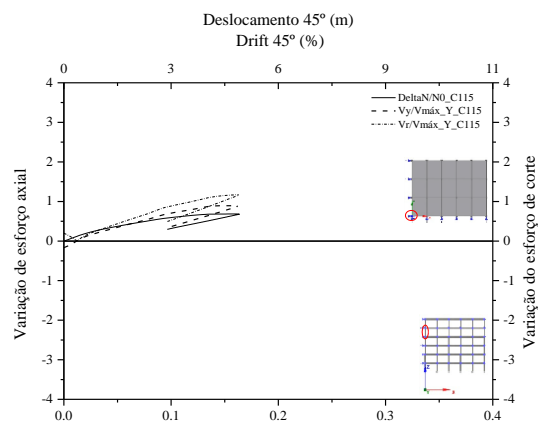 Deslocamento 45º (m)
Drift 45º (%)
0 3 6 8 11
4 4
DeltaN/N0_C115
3 3
Vy/Vmáx_Y_C115
Vr/Vmáx_Y_C115
2 2
1 1
0 0
-1 -1
-2 -2
-3 -3
-4 -4
0.0 0.1 0.2 0.3 0.4
Variação de esforço axial
Variação do esforço de corte